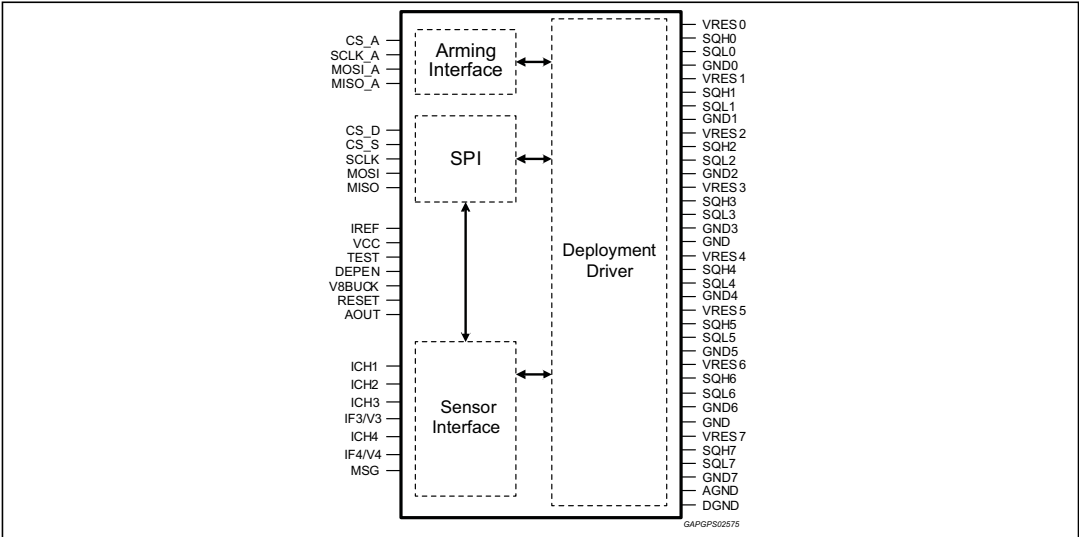 CS_A
SCLK_A
MOSI_A
MISO_A
CS_D
CS_S
SCLK
MOSI
MISO
IREF
VCC
TEST
DEPEN
V8BUCK
RESET
AOUT
ICH1
ICH2
ICH3
IF3/V3
ICH4
IF4/V4
MSG
Arming
Interface
SPI
Sensor
Interface
Deployment
Driver
VRES0
SQH0
SQL0
GND0
VRES1
SQH1
SQL1
GND1
VRES2
SQH2
SQL2
GND2
VRES3
SQH3
SQL3
GND3
GND
VRES4
SQH4
SQL4
GND4
VRES5
SQH5
SQL5
GND5
VRES6
SQH6
SQL6
GND6
GND
VRES7
SQH7
SQL7
GND7
AGND
DGND
GAPGPS02575